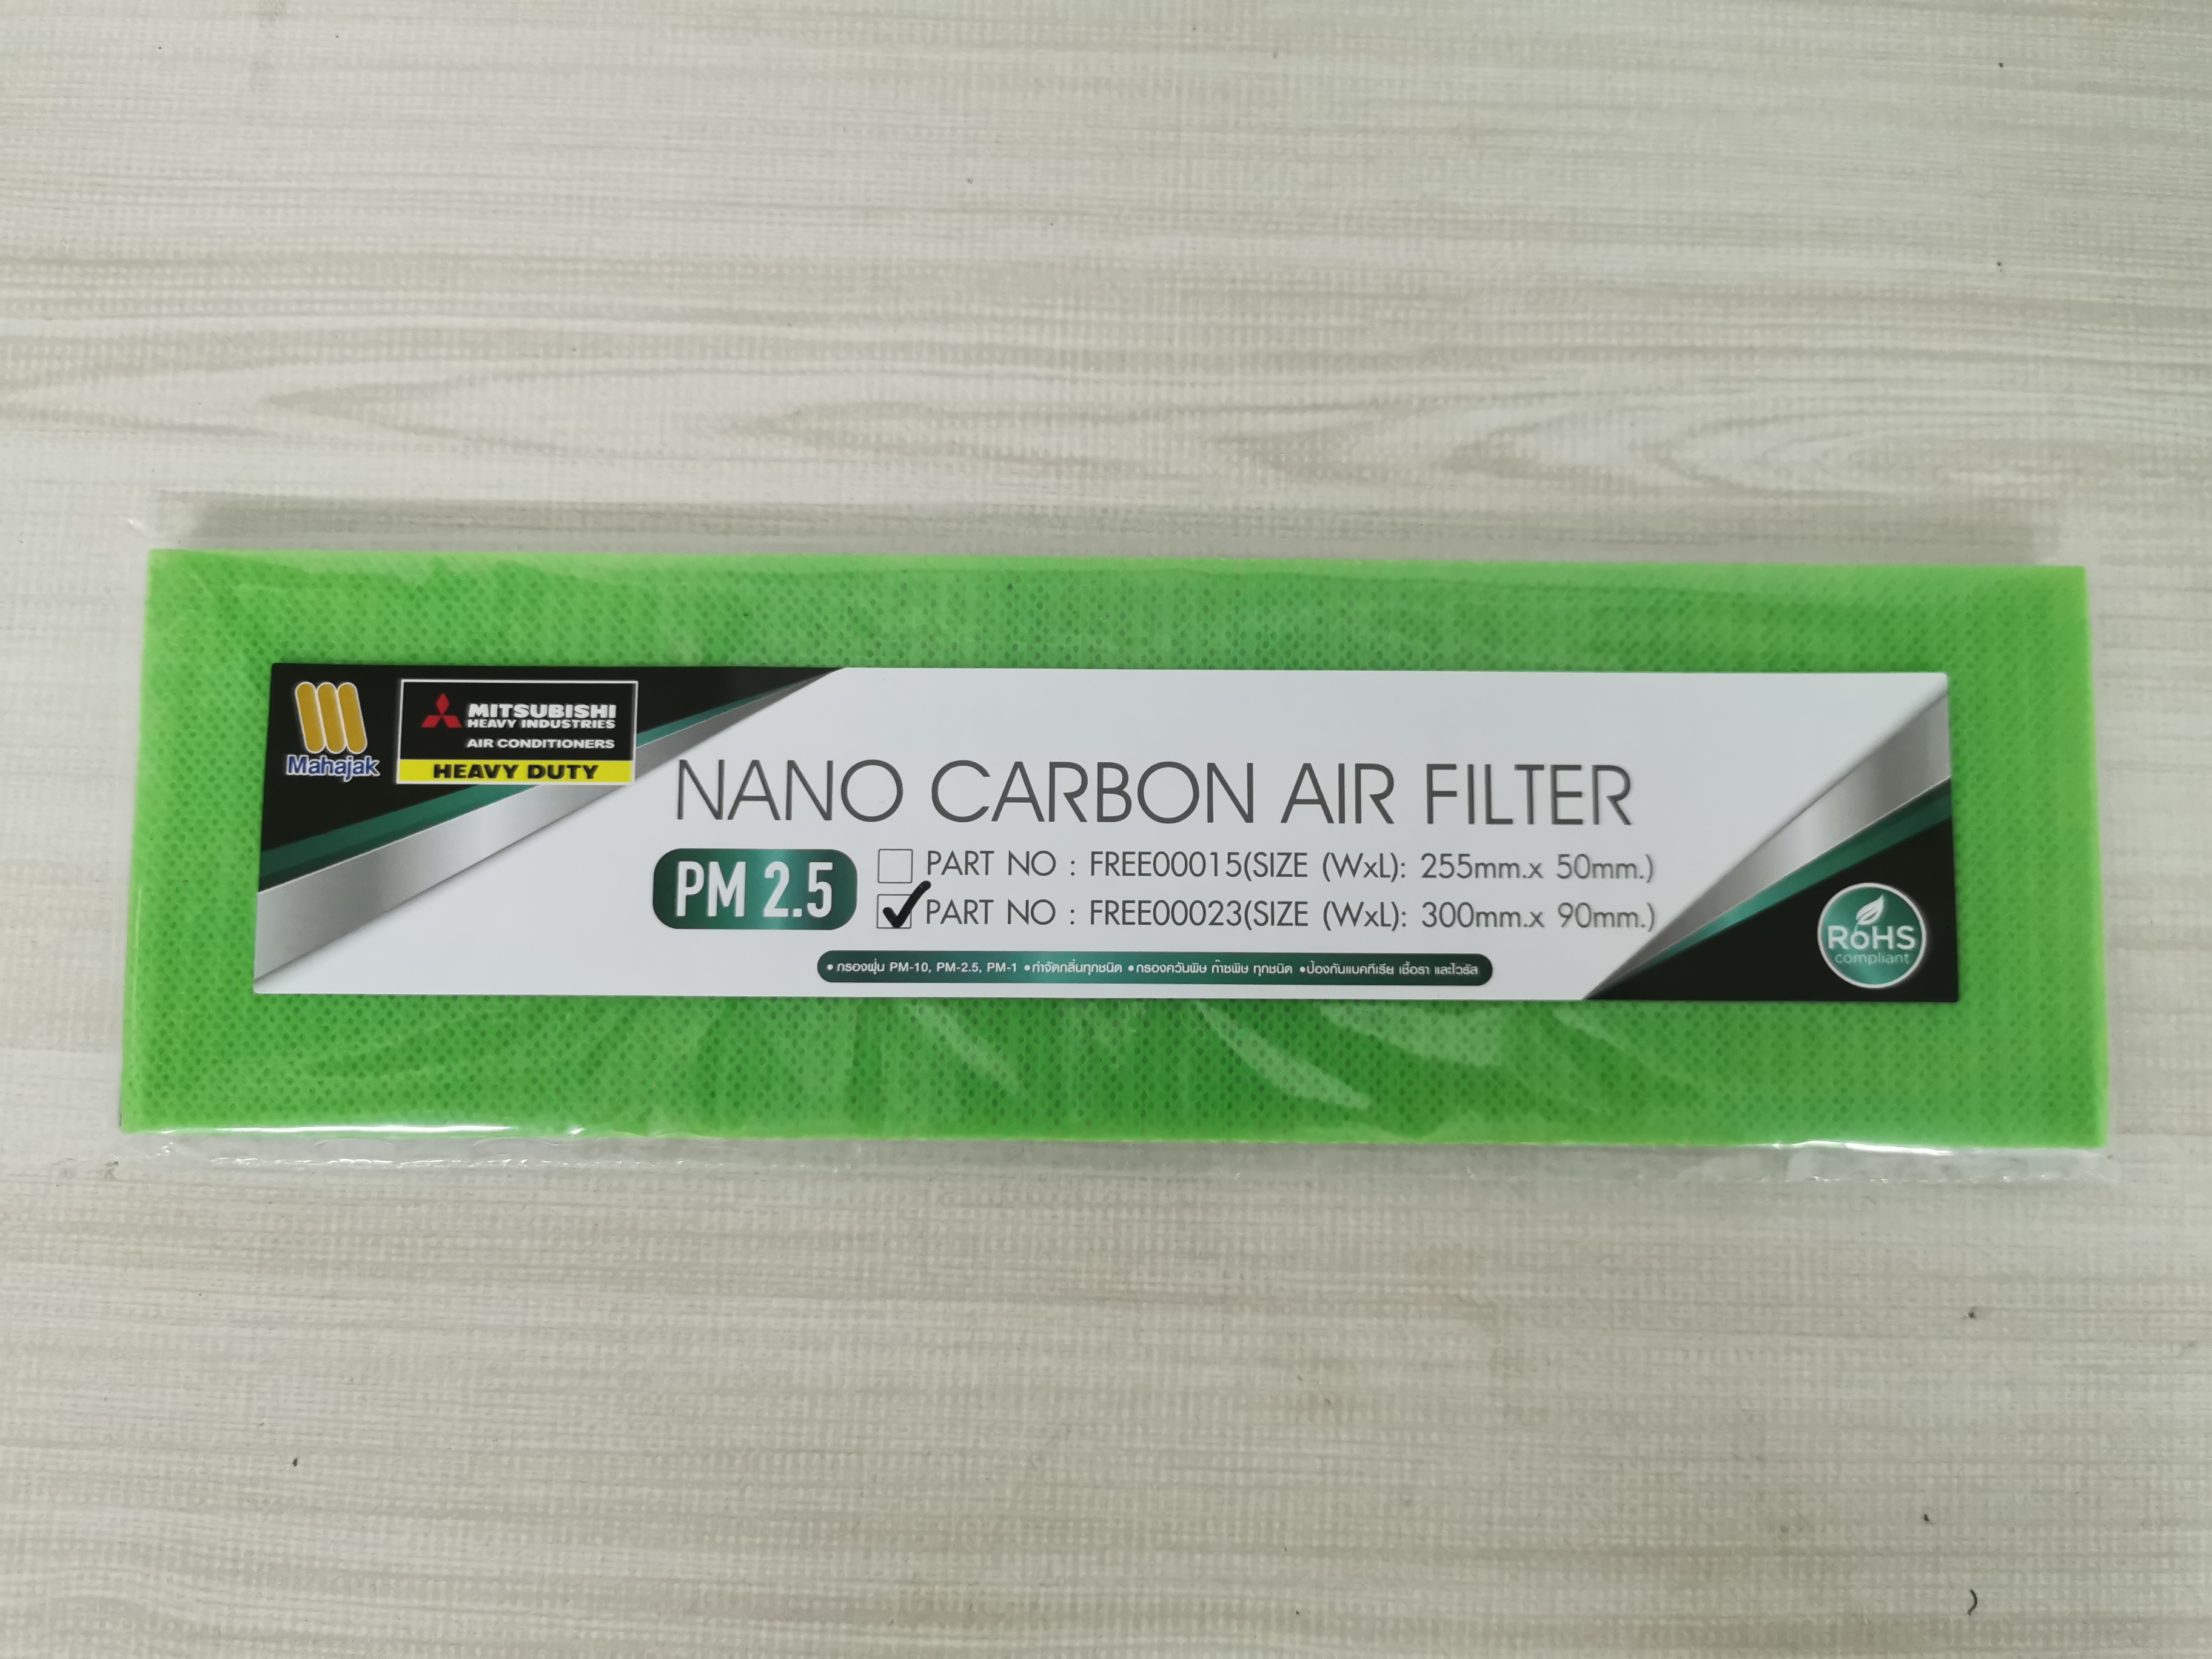 Mahajak
MITSUBISHI
HEAVY INDUSTRIES
AIR CONDITIONERS
HEAVY DUTY
NANO CARBON AIR FILTER
PM 2.5
PART NO : FREE00015(SIZE (WxL): 255mm.x 50mm.)
PART NO : FREE00023(SIZE (WxL): 300mm.x 90mm.)
• กรองฝุ่น PM-10, PM-2.5, PM-1 •กำจัดกลิ่นทุกชนิด •กรองควันพิษ ก๊าซพิษ ทุกชนิด •ป้องกันแบคทีเรีย เชื้อรา และไวรัส
RoHS
compliant